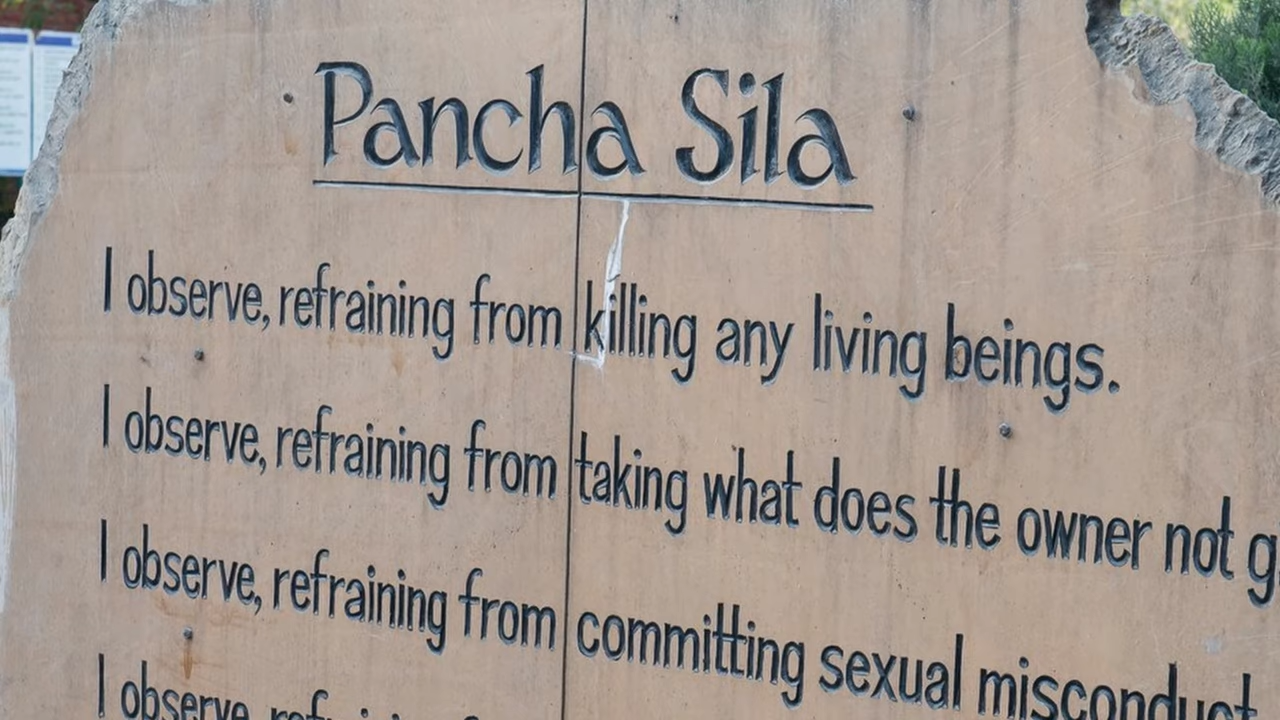 Pancha Sila
I observe, refraining from killing any living beings.
I observe, refraining from taking what does the owner not g
I observe, refraining from committing sexual misconduct
I observe, refraining